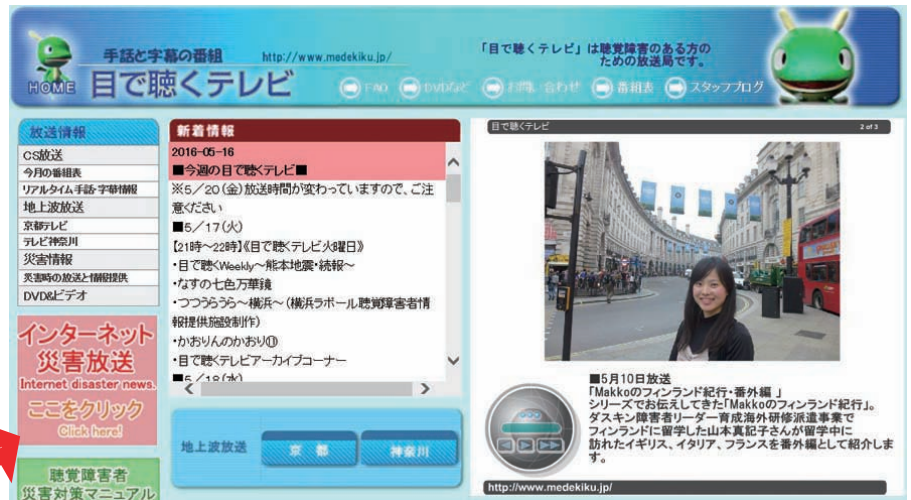 手話と字幕の番組
http://www.medekiku.jp/
「目で聴くテレビ」は聴覚障害のある方の
ための放送局です。
HOME
目で聴くテレビ
FAQ
DVDなど
お問い合わせ
番組表
スタッフブログ
放送情報
CS放送
今月の番組表
リアルタイム手話・字幕情報
地上波放送
京都テレビ
テレビ神奈川
災害情報
災害時の放送と情報提供
DVD&ビデオ
インターネット
災害放送
Internet disaster news.
ここをクリック
Click here!
聴覚障害者
災害対策マニュアル
新着情報
2016-05-16
■今週の目で聴くテレビ■
※5/20(金)放送時間が変わっていますので、ご注
意ください
■5/17(火)
【21時～22時】《目で聴くテレビ火曜日》
・目で聴くWeekly～熊本地震・続報～
・なすの七色万華鏡
・つつうらうら～横浜～(横浜ラポール聴覚障害者情
報提供施設制作)
・かおりんのかおり⑪
・目で聴くテレビアーカイブコーナー
■5/18(水)
地上波放送
京都
神奈川
目で聴くテレビ
2 of 3
■5月10日放送
「Makkoのフィンランド紀行・番外編 」
シリーズでお伝えしてきた「Makkoのフィンランド紀行」。
ダスキン障害者リーダー育成海外研修派遣事業で
フィンランドに留学した山本真記子さんが留学中に
訪れたイギリス、イタリア、フランスを番外編として紹介しま
す。
http://www.medekiku.jp/